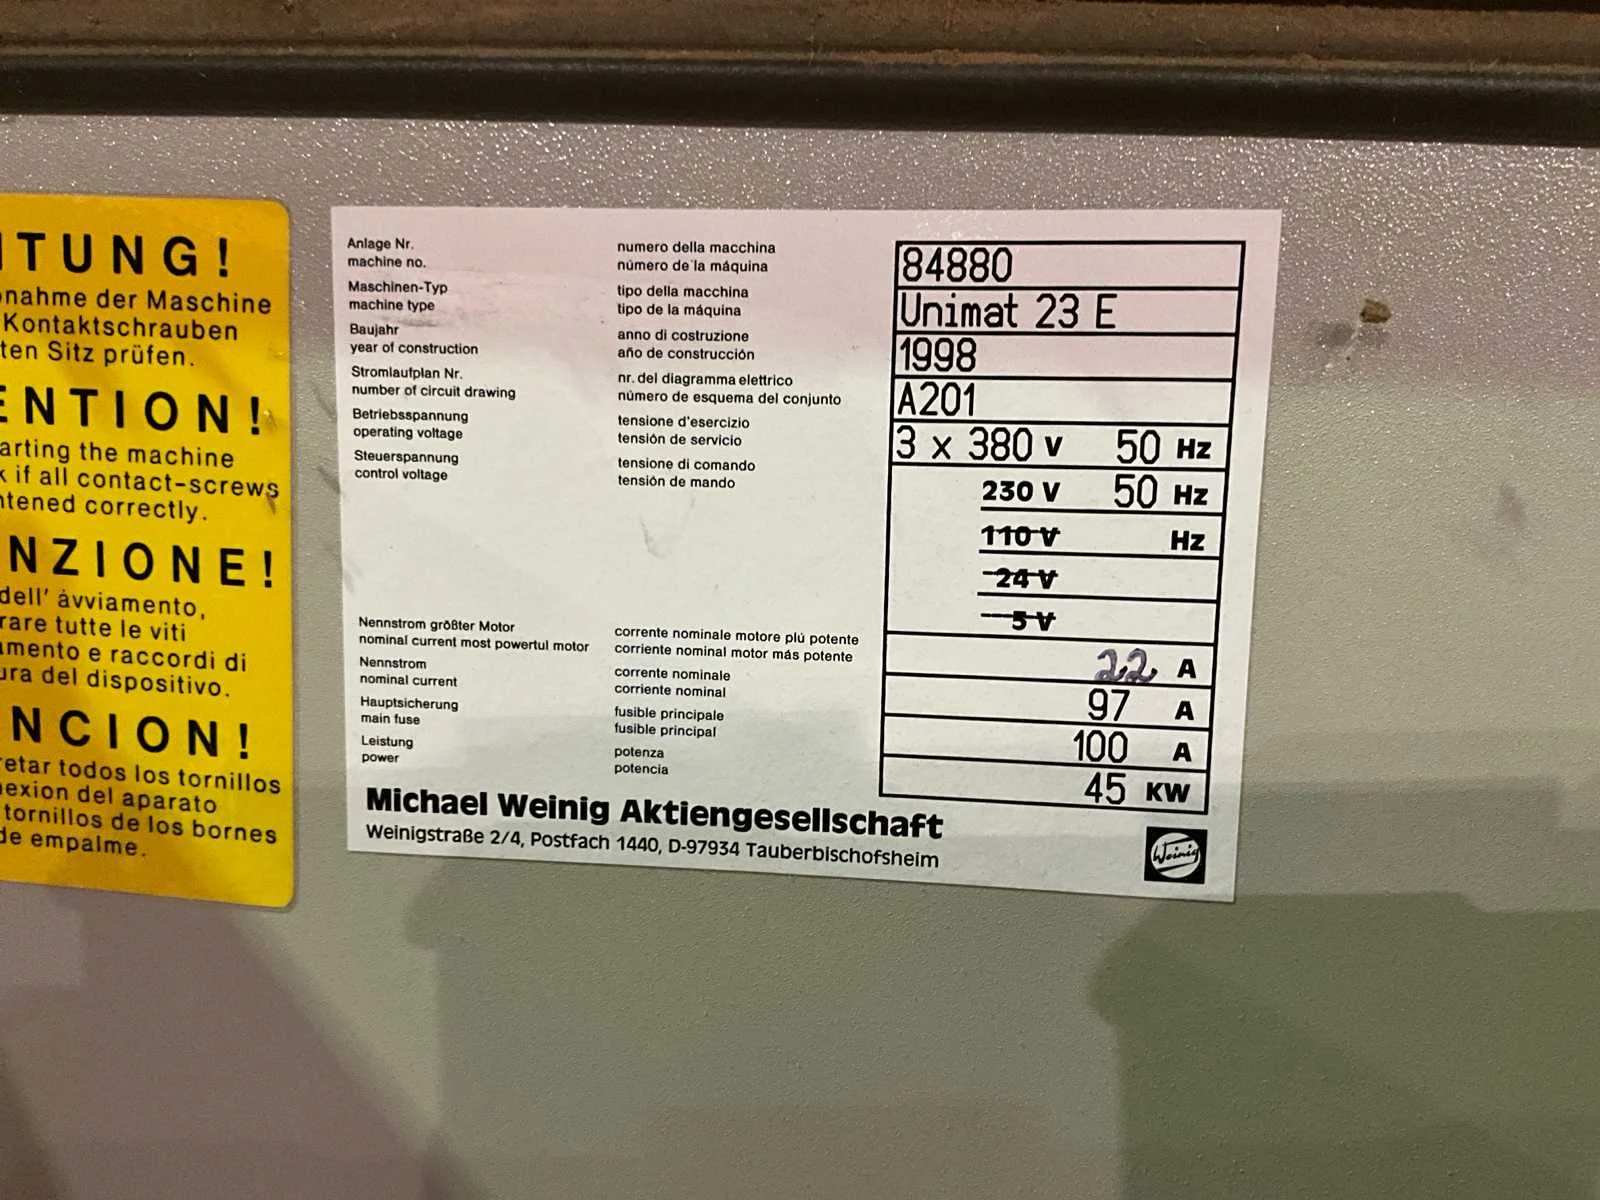 TUNG!
nahme der Maschine
Kontaktschrauben
ten Sitz prüfen.
ENTION!
arting the machine
k if all contact-screws
tened correctly.
NZIONE!
dell' ávviamento,
rare tutte le viti
amento e raccordi di
ura del dispositivo.
NCION!
etar todos los tornillos
exion del aparato
tornillos de los bornes
de empalme.
Anlage Nr. numero della macchina
machine no. número de la máquina 84880
Maschinen-Typ tipo della macchina
machine type tipo de la máquina Unimat 23 E
Baujahr anno di costruzione
year of construction año de construcción 1998
Stromlaufplan Nr. nr. del diagramma elettrico
number of circuit drawing número de esquema del conjunto A201
Betriebsspannung tensione d'esercizio
operating voltage tensión de servicio 3 x 380 V 50 Hz
Steuerspannung tensione di comando
control voltage tensión de mando 230 V 50 Hz
110 V Hz
24 V
5 V
Nennstrom größter Motor corrente nominale motore plú potente
nominal current most powertul motor corriente nominal motor más potente 22 A
Nennstrom corrente nominale
nominal current corriente nominal 97 A
Hauptsicherung fusible principale
main fuse fusible principal 100 A
Leistung potenza
power potencia 45 KW
Michael Weinig Aktiengesellschaft
Weinigstraße 2/4, Postfach 1440, D-97934 Tauberbischofsheim
Weinig